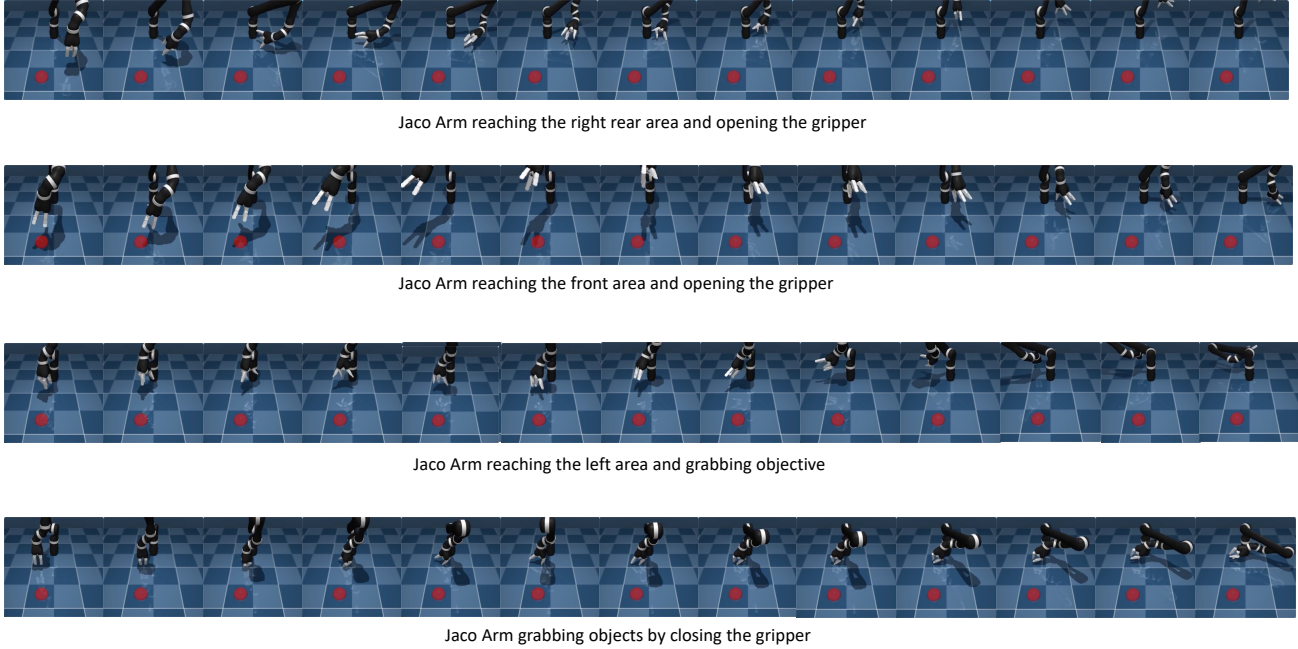 Jaco Arm reaching the right rear area and opening the gripper
Jaco Arm reaching the front area and opening the gripper
Jaco Arm reaching the left area and grabbing objective
Jaco Arm grabbing objects by closing the gripper